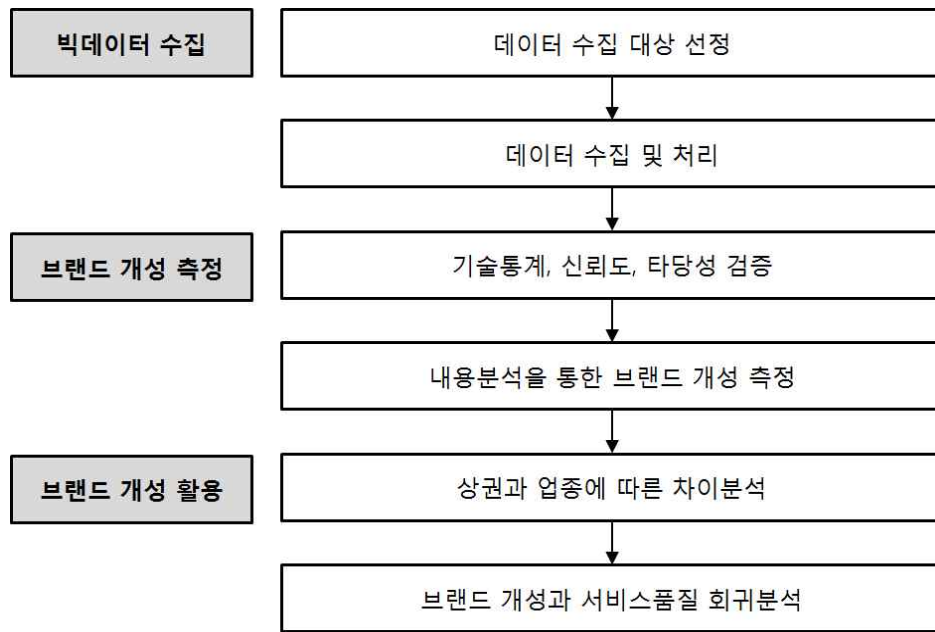 빅데이터 수집
데이터 수집 대상 선정
데이터 수집 및 처리
브랜드 개성 측정
기술통계, 신뢰도, 타당성 검증
내용분석을 통한 브랜드 개성 측정
브랜드 개성 활용
상권과 업종에 따른 차이분석
브랜드 개성과 서비스품질 회귀분석